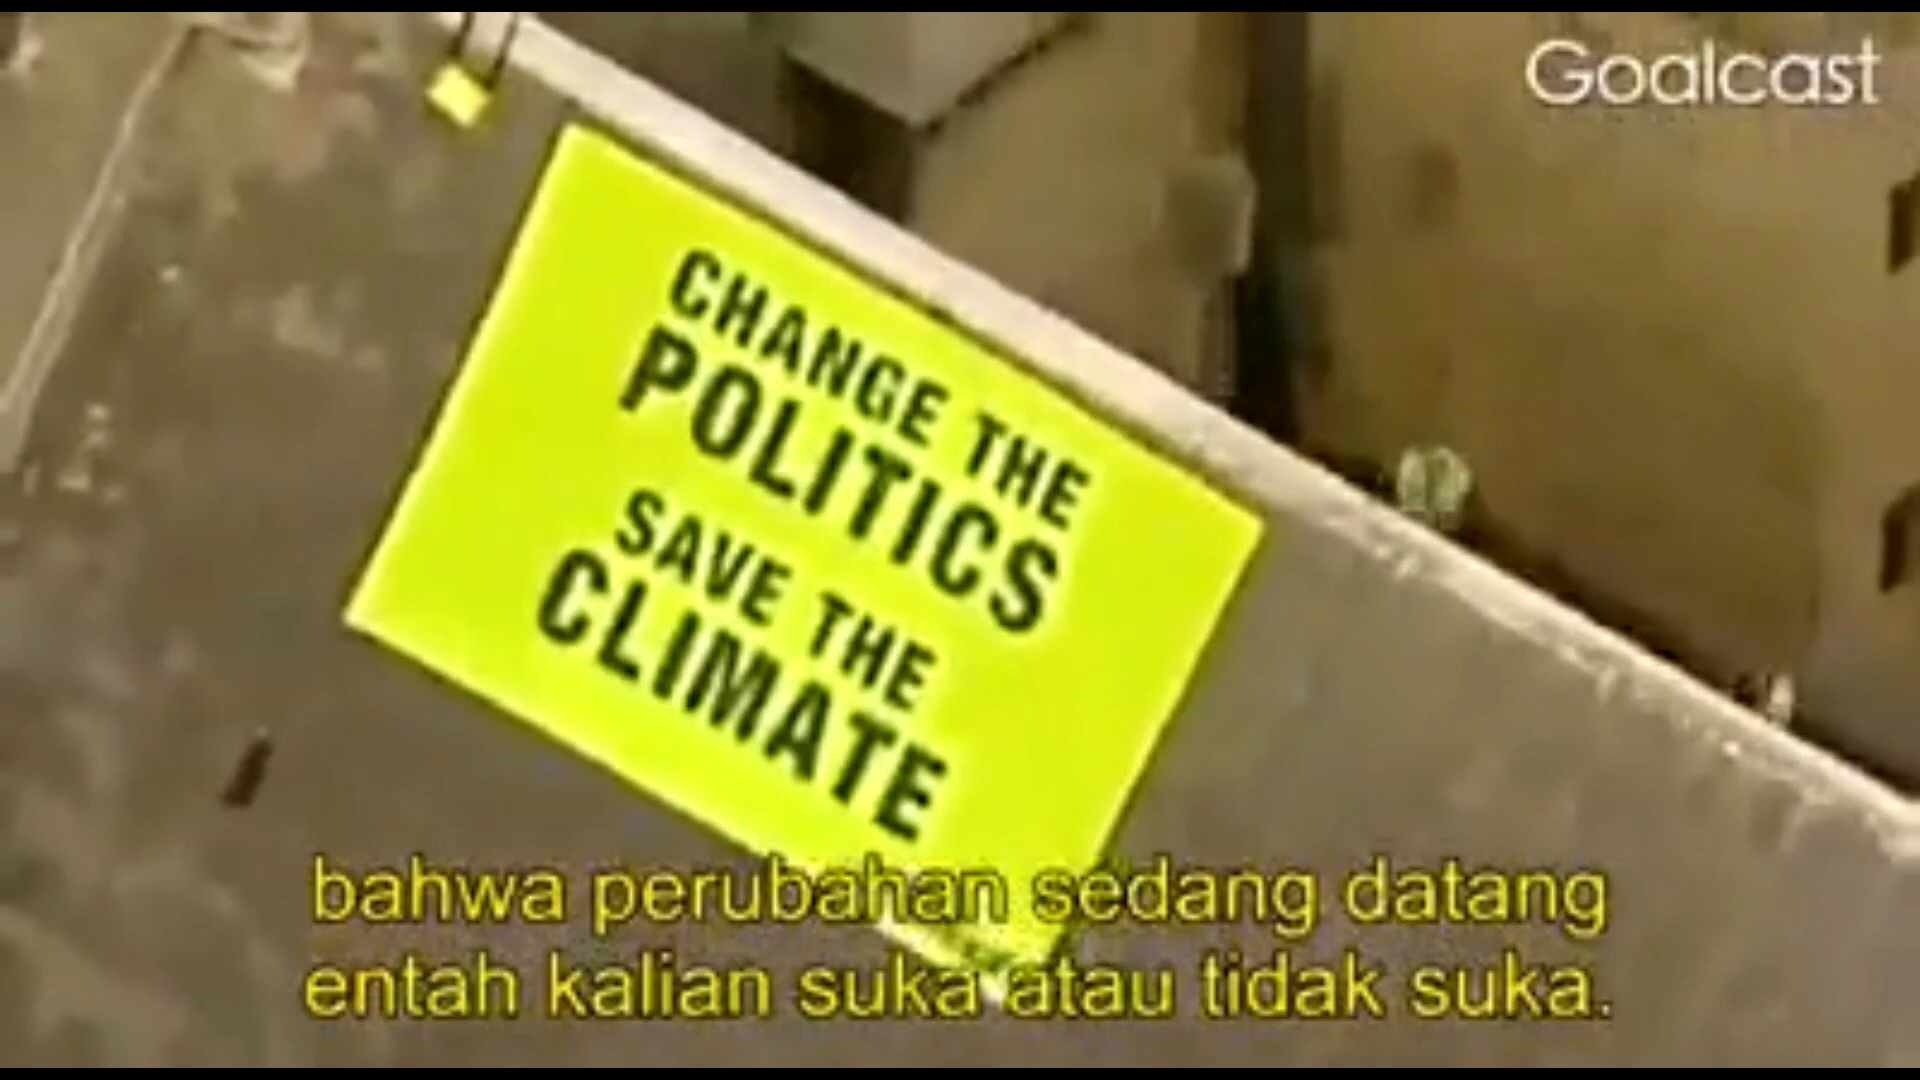 Goalcast
CHANGE THE
POLITICS
SAVE THE
CLIMATE
bahwa perubahan sedang datang
entah kalian suka atau tidak suka.